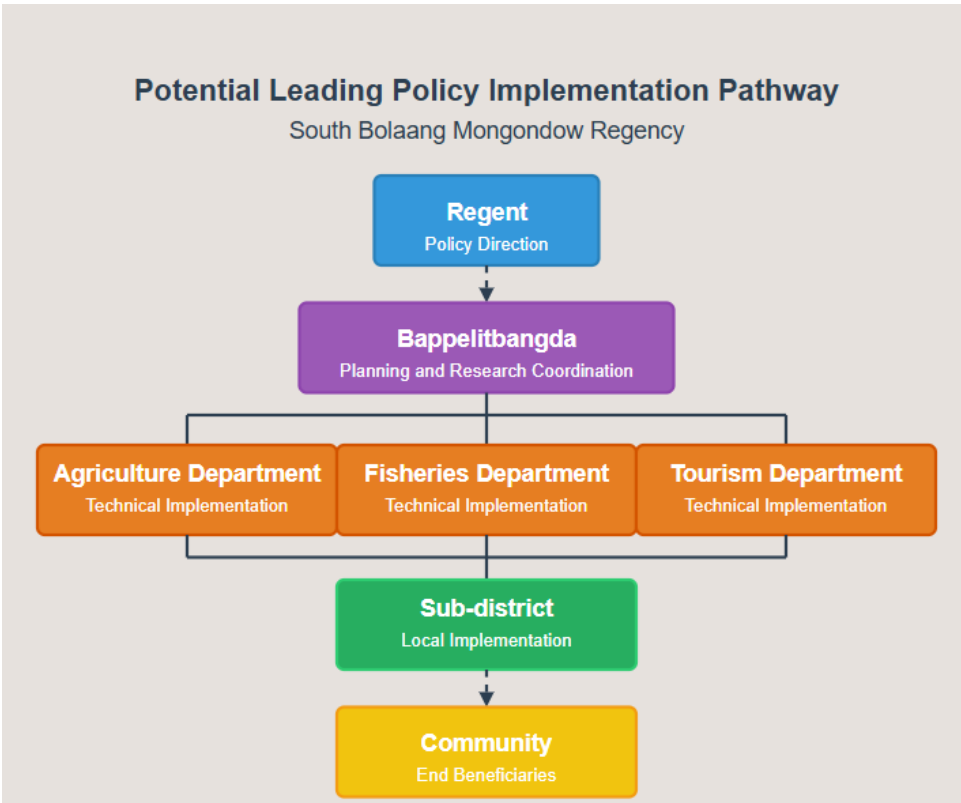 Potential Leading Policy Implementation Pathway
South Bolaang Mongondow Regency
Regent
Policy Direction
Bappelitbangda
Planning and Research Coordination
Agriculture Department
Technical Implementation
Fisheries Department
Technical Implementation
Tourism Department
Technical Implementation
Sub-district
Local Implementation
Community
End Beneficiaries